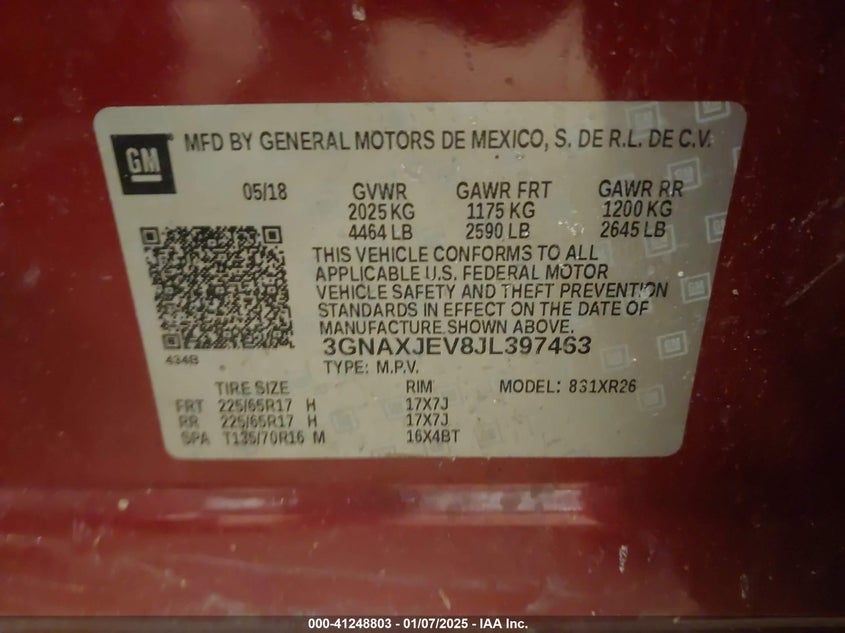 GM
MFD BY GENERAL MOTORS DE MEXICO, S. DE R.L. DE C.V.
05/18 GVWR GAWR FRT GAWR RR
2025 KG 1175 KG 1200 KG
4464 LB 2590 LB 2645 LB
THIS VEHICLE CONFORMS TO ALL
APPLICABLE U.S. FEDERAL MOTOR
VEHICLE SAFETY AND THEFT PREVENTION
STANDARDS IN EFFECT ON THE DATE OF
MANUFACTURE SHOWN ABOVE.
434B
3GNAXJEV8JL397463
TYPE: M.P.V.
TIRE SIZE RIM MODEL: 831XR26
FRT 225/65R17 H 17X7J
RR 225/65R17 H 17X7J
SPA T135/70R16 M 16X4BT
000-41248803 — 01/07/2025 — IAA Inc.